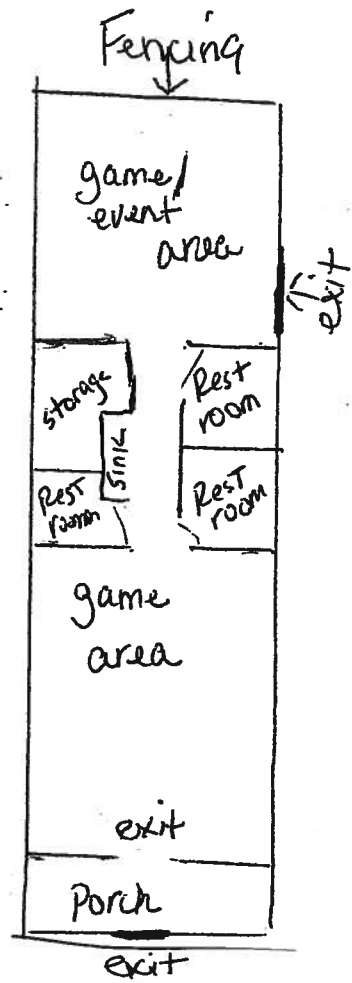 Fencing
game/
event
area
exit
storage
Rest
room
sink
Rest
room
Rest
room
game
area
exit
Porch
exit